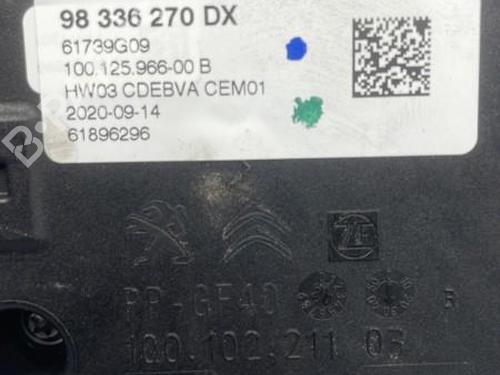 98 336 270 DX
61739G09
100.125.966-00 B
HW03 CDEBVA CEM01
2020-09-14
61896296
ZF
PP-GF40
R
100.102.211 03